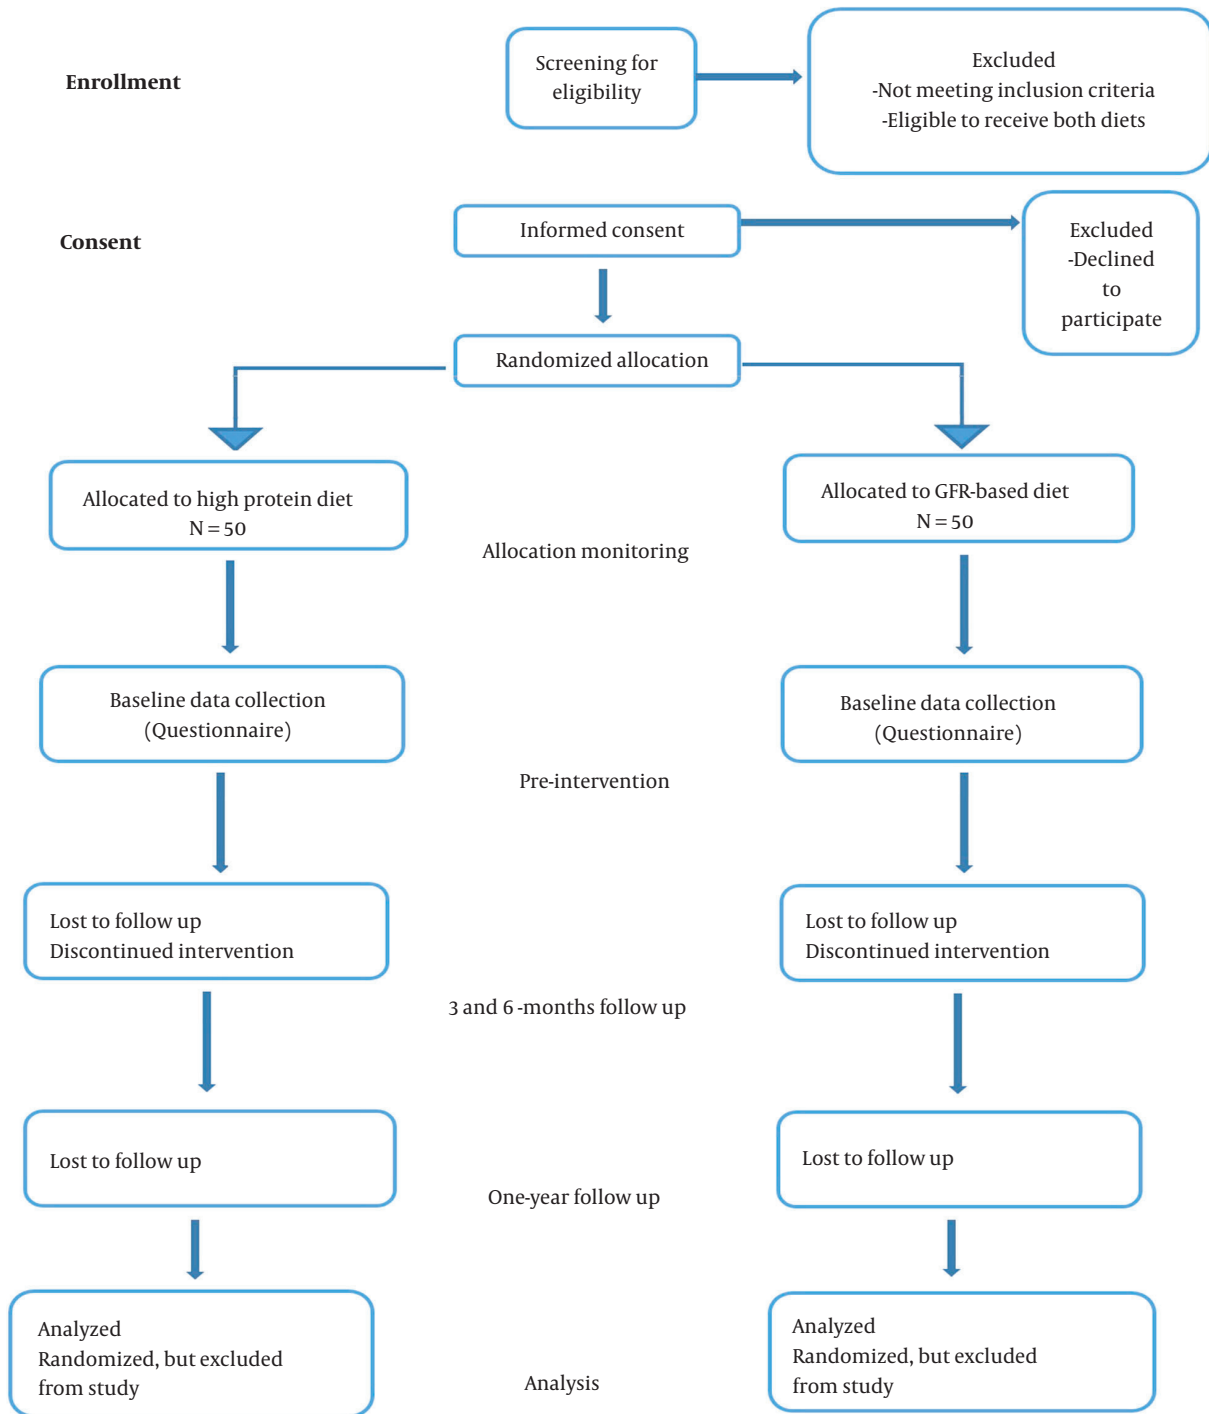 Enrollment
Screening for
eligibility
Excluded
-Not meeting inclusion criteria
-Eligible to receive both diets
Consent
Informed consent
Excluded
-Declined
to
participate
Randomized allocation
Allocated to high protein diet
N = 50
Allocated to GFR-based diet
N = 50
Allocation monitoring
Baseline data collection
(Questionnaire)
Baseline data collection
(Questionnaire)
Pre-intervention
Lost to follow up
Discontinued intervention
Lost to follow up
Discontinued intervention
3 and 6 -months follow up
Lost to follow up
Lost to follow up
One-year follow up
Analyzed
Randomized, but excluded
from study
Analyzed
Randomized, but excluded
from study
Analysis